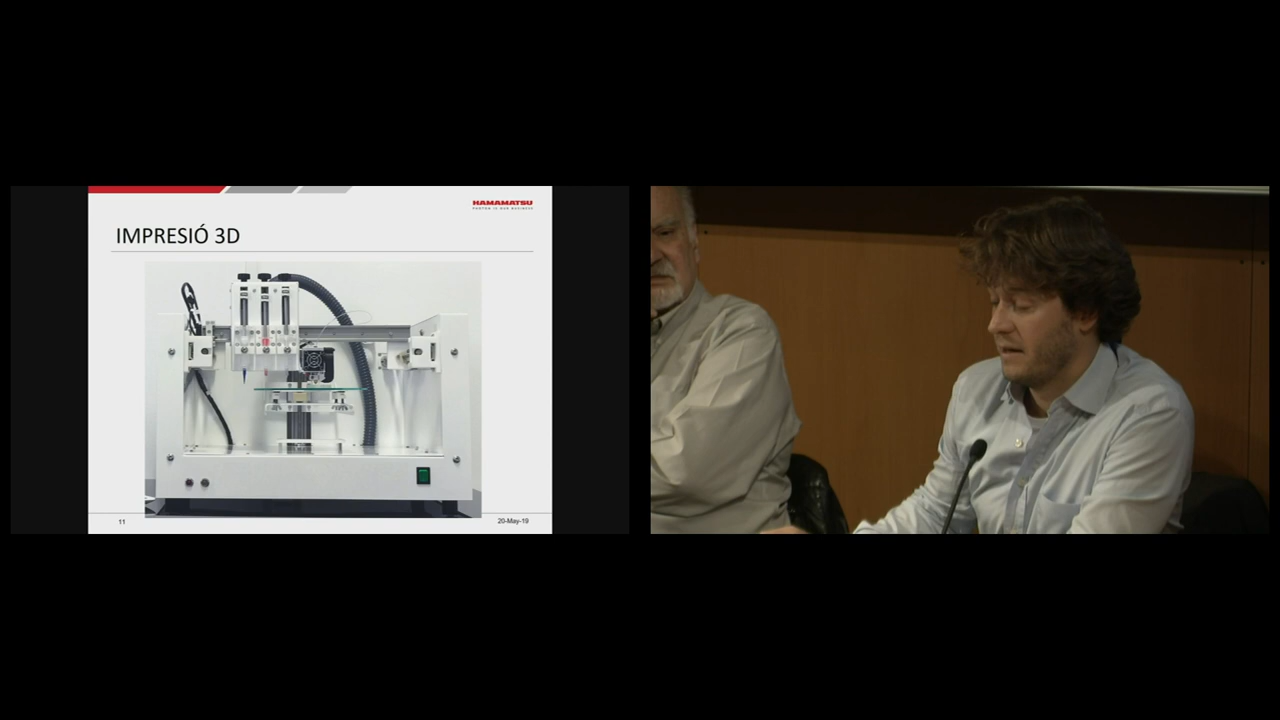 HAMAMATSU
PHOTON IS OUR BUSINESS
IMPRESIÓ 3D
11
20-May-19